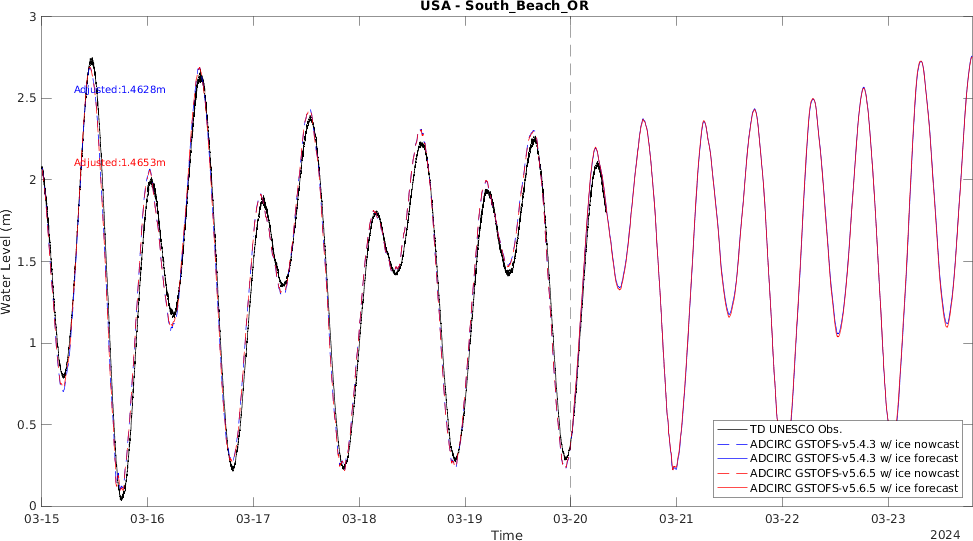 USA - South_Beach_OR
3
2.5
2
1.5
1
0.5
0
Water Level (m)
Adjusted:1.4628m
Adjusted:1.4653m
TD UNESCO Obs.
ADCIRC GSTOFS-v5.4.3 w/ ice nowcast
ADCIRC GSTOFS-v5.4.3 w/ ice forecast
ADCIRC GSTOFS-v5.6.5 w/ ice nowcast
ADCIRC GSTOFS-v5.6.5 w/ ice forecast
03-15 03-16 03-17 03-18 03-19 03-20 03-21 03-22 03-23
Time
2024